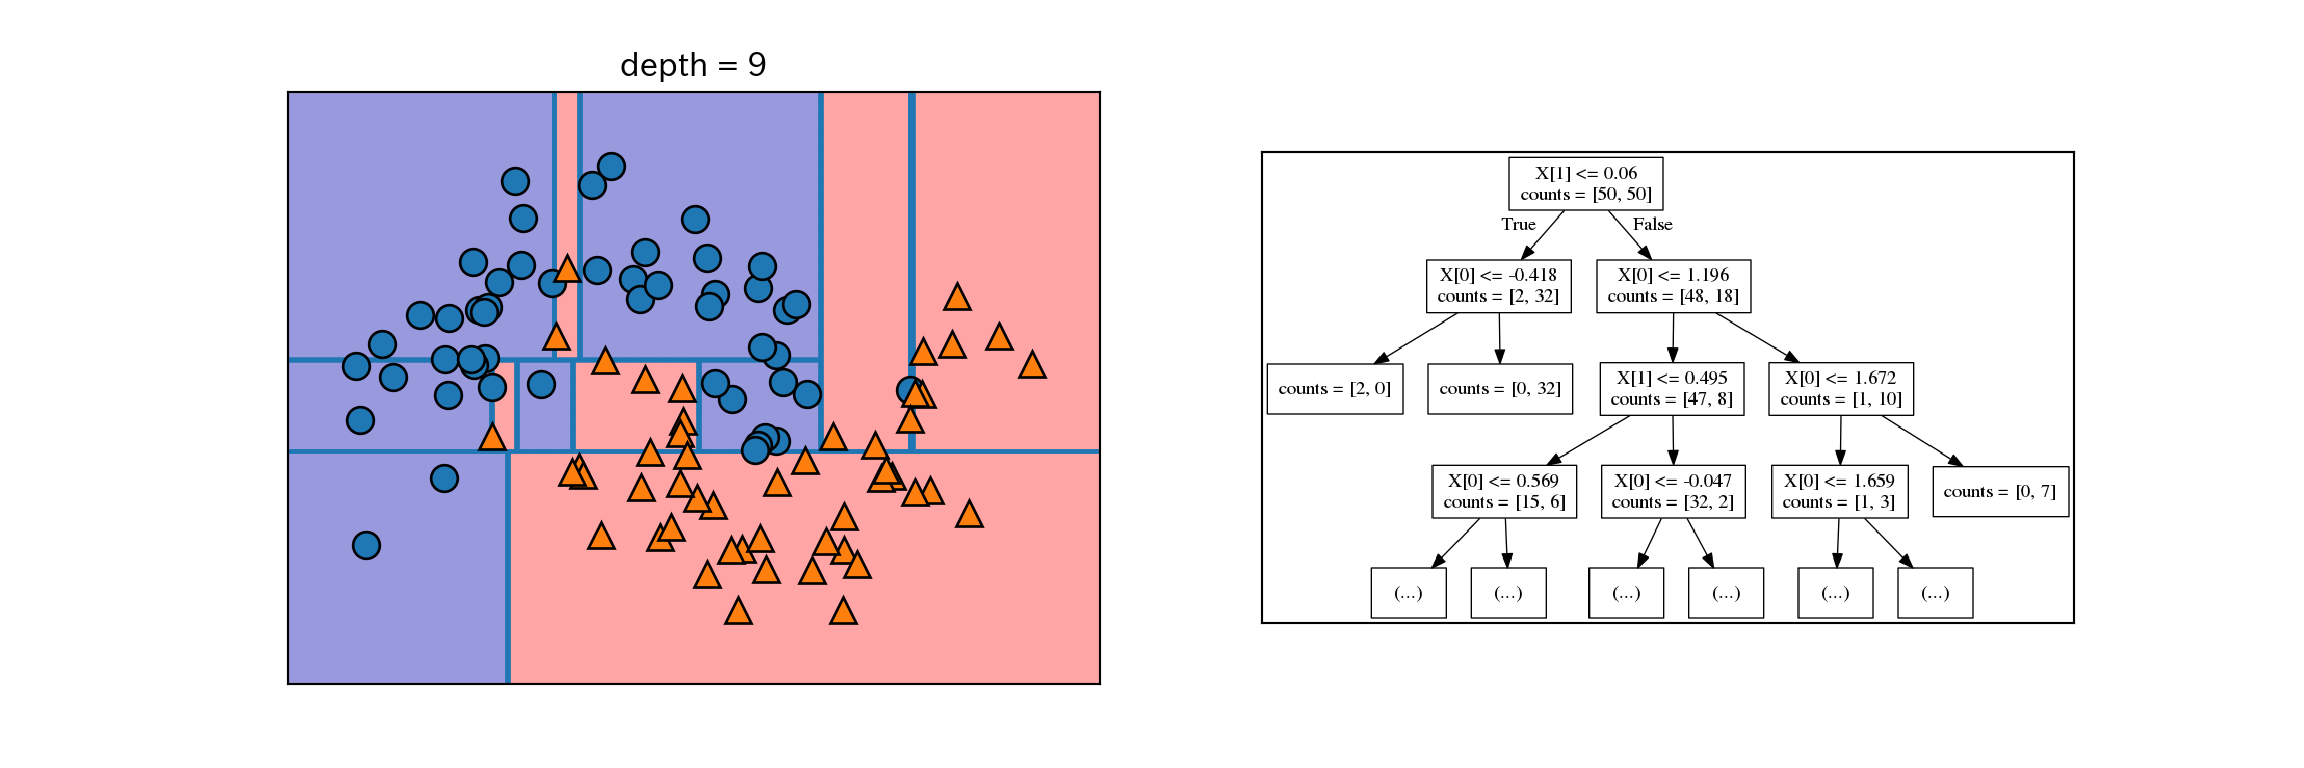 depth = 9
X[1] <= 0.06
counts = [50, 50]
True
False
X[0] <= -0.418
counts = [2, 32]
X[0] <= 1.196
counts = [48, 18]
counts = [2, 0]
counts = [0, 32]
X[1] <= 0.495
counts = [47, 8]
X[0] <= 1.672
counts = [1, 10]
X[0] <= 0.569
counts = [15, 6]
X[0] <= -0.047
counts = [32, 2]
X[0] <= 1.659
counts = [1, 3]
counts = [0, 7]
(...)
(...)
(...)
(...)
(...)
(...)